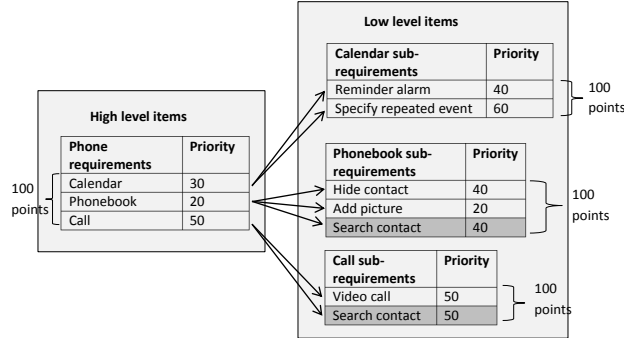 Low level items
Calendar sub-requirements Priority
Reminder alarm 40
Specify repeated event 60
100 points
High level items
Phone requirements Priority
Calendar 30
Phonebook 20
Call 50
100 points
Phonebook sub-requirements Priority
Hide contact 40
Add picture 20
Search contact 40
100 points
Call sub-requirements Priority
Video call 50
Search contact 50
100 points